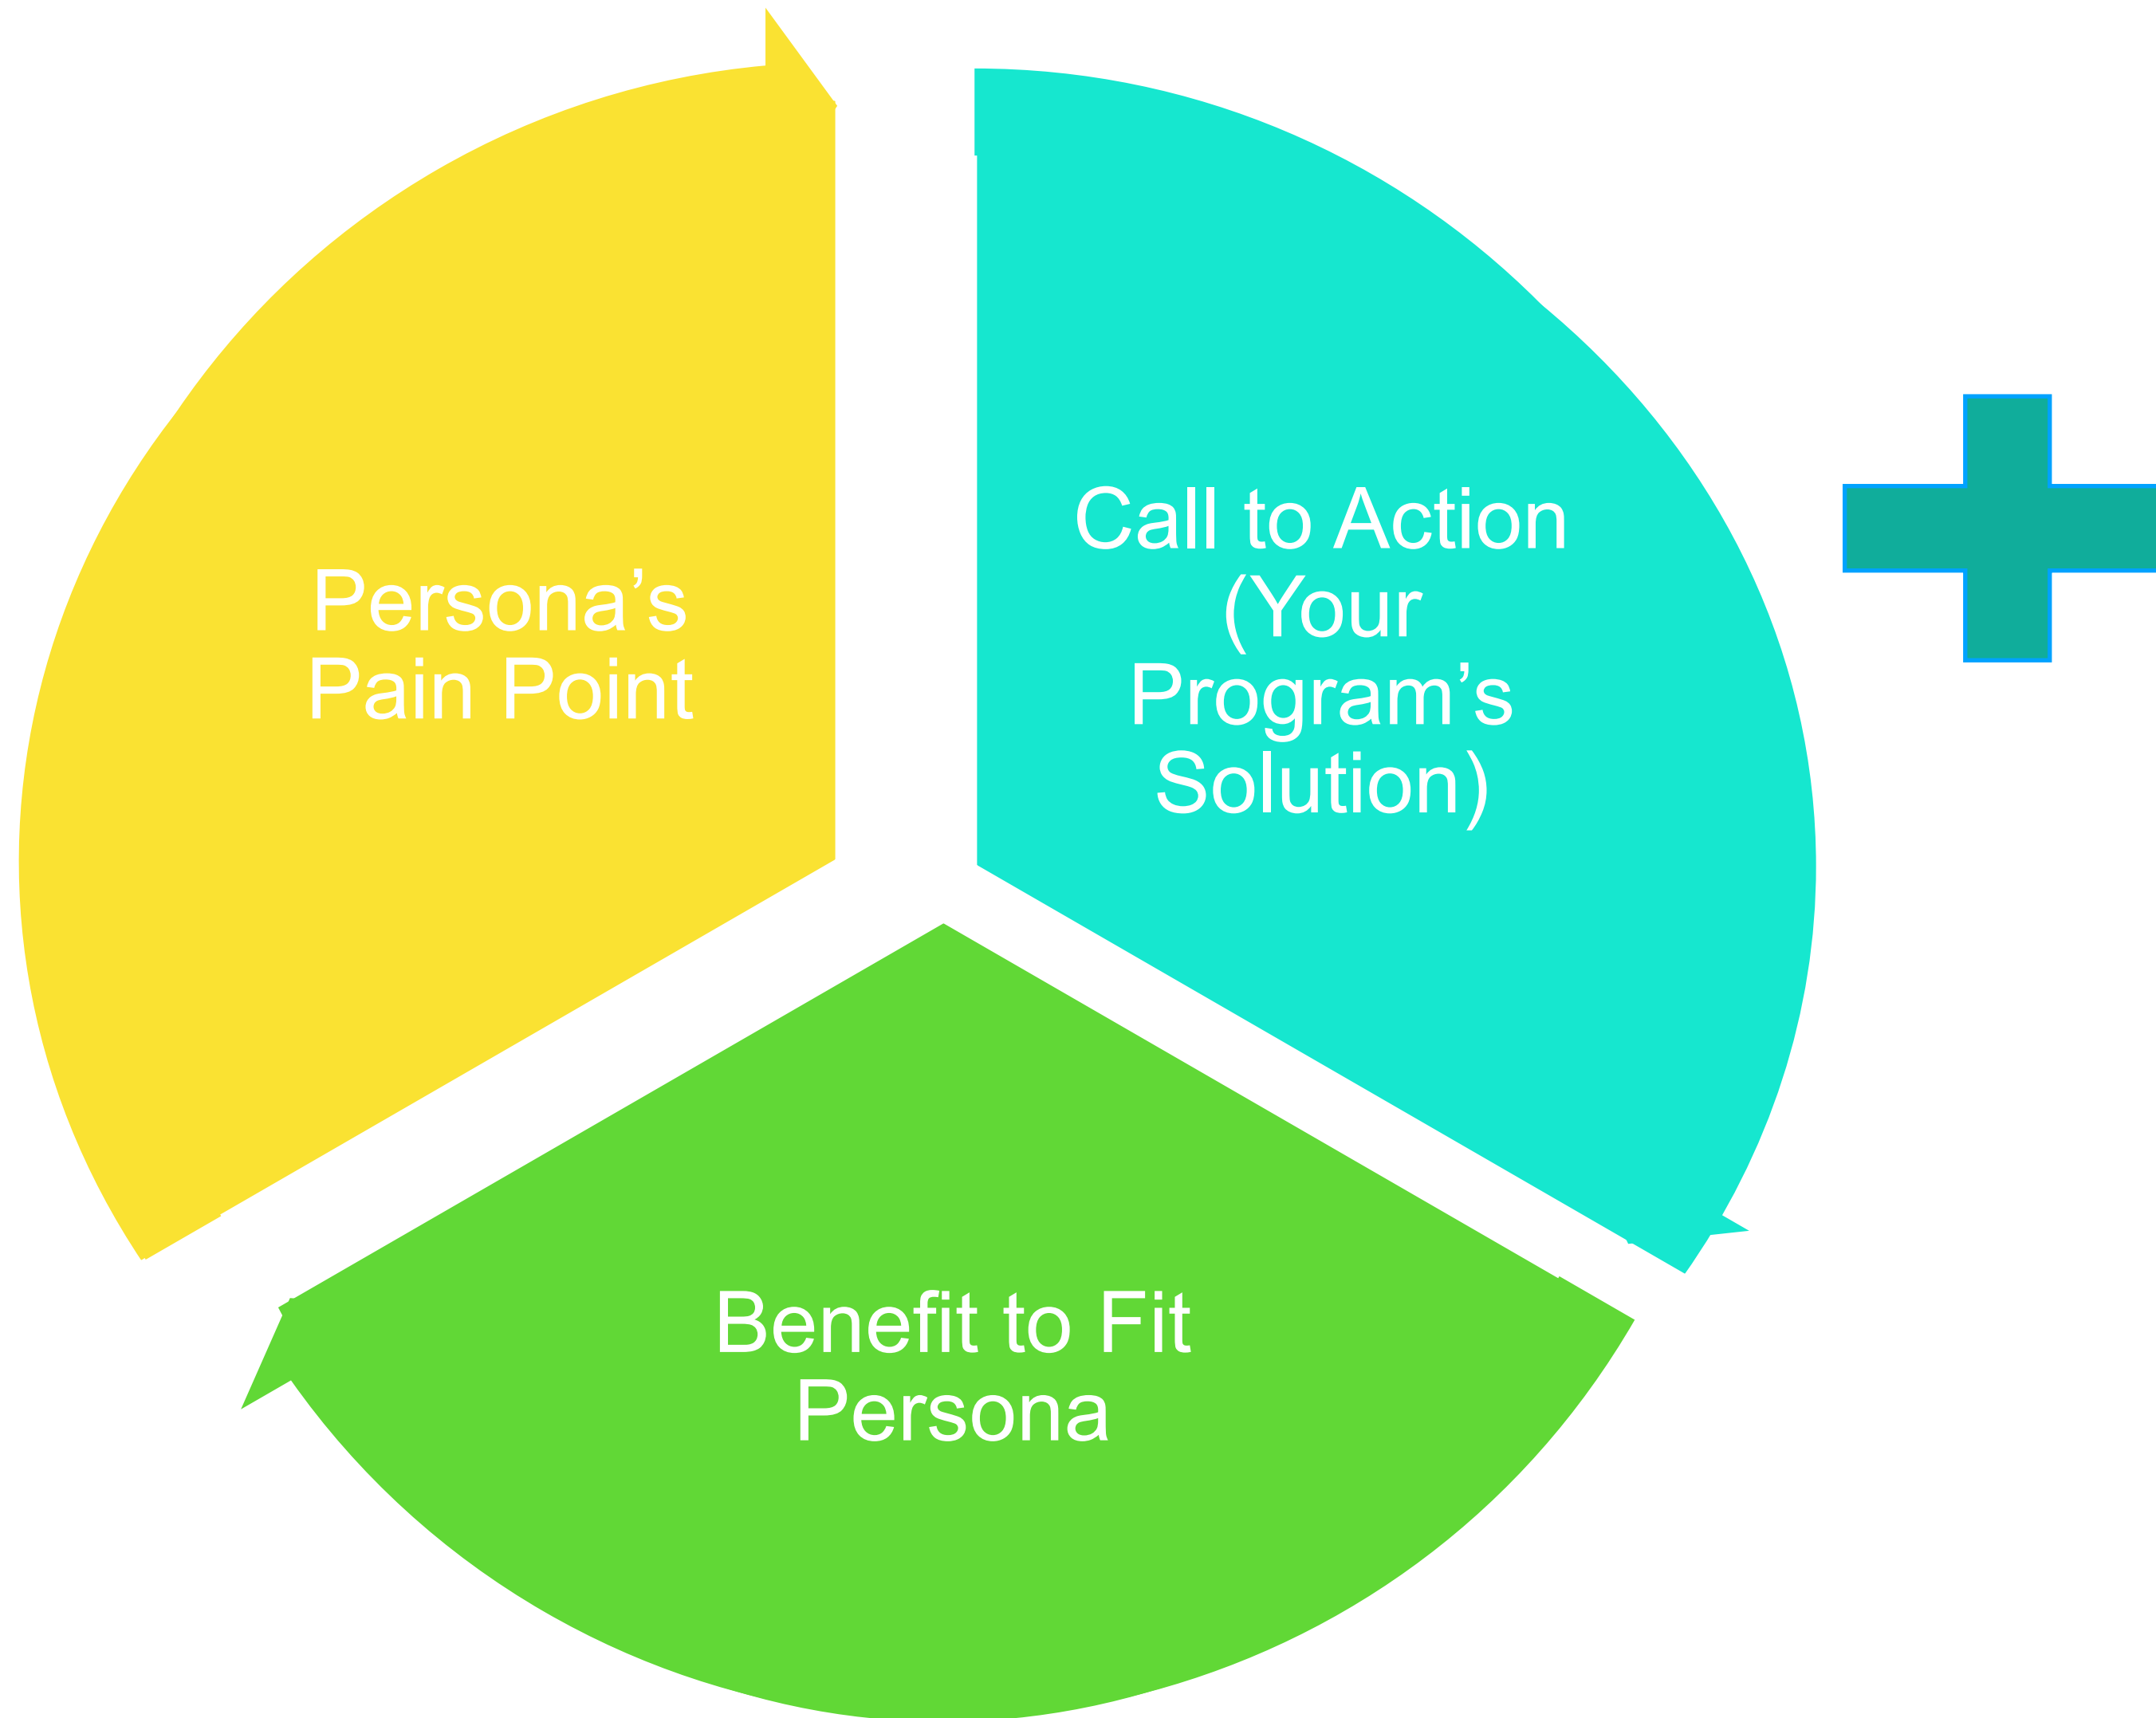 Persona’s
Pain Point
Call to Action
(Your
Program’s
Solution)
Benefit to Fit
Persona